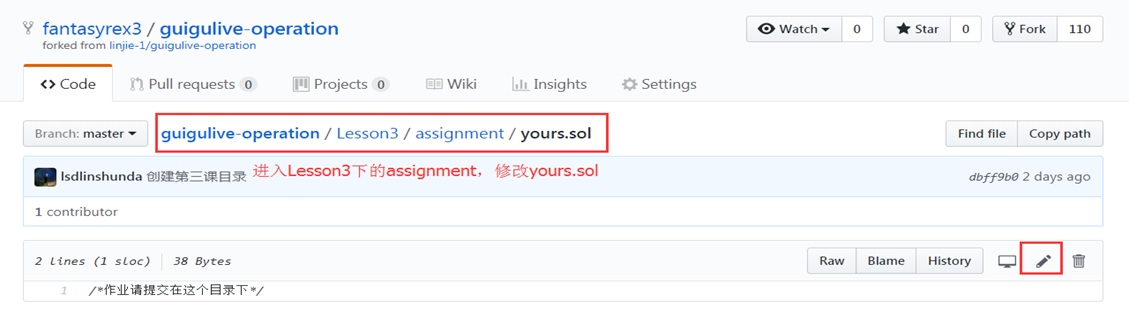 fantasyrex3 / guigulive-operation
forked from linjie-1/guigulive-operation
Watch 0 Star 0 Fork 110
Code Pull requests 0 Projects 0 Wiki Insights Settings
Branch: master guigulive-operation / Lesson3 / assignment / yours.sol Find file Copy path
lsdlinshunda 创建第三课目录 进入Lesson3下的assignment，修改yours.sol dbff9b0 2 days ago
1 contributor
2 lines (1 sloc) 38 Bytes Raw Blame History
1 /*作业请提交在这个目录下*/